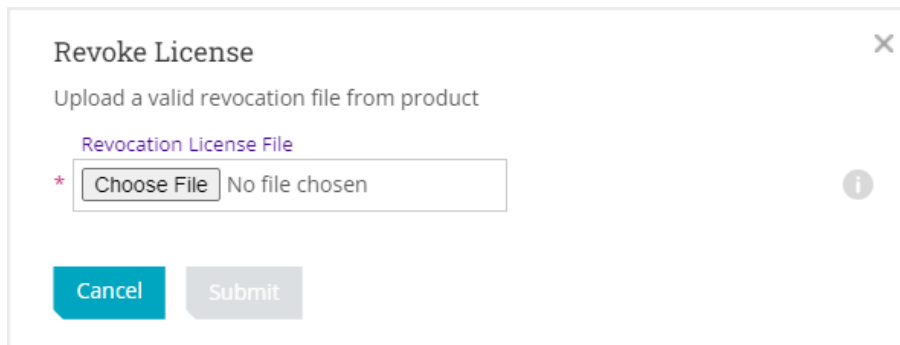 Revoke License
Upload a valid revocation file from product
Revocation License File
* Choose File No file chosen
Cancel Submit